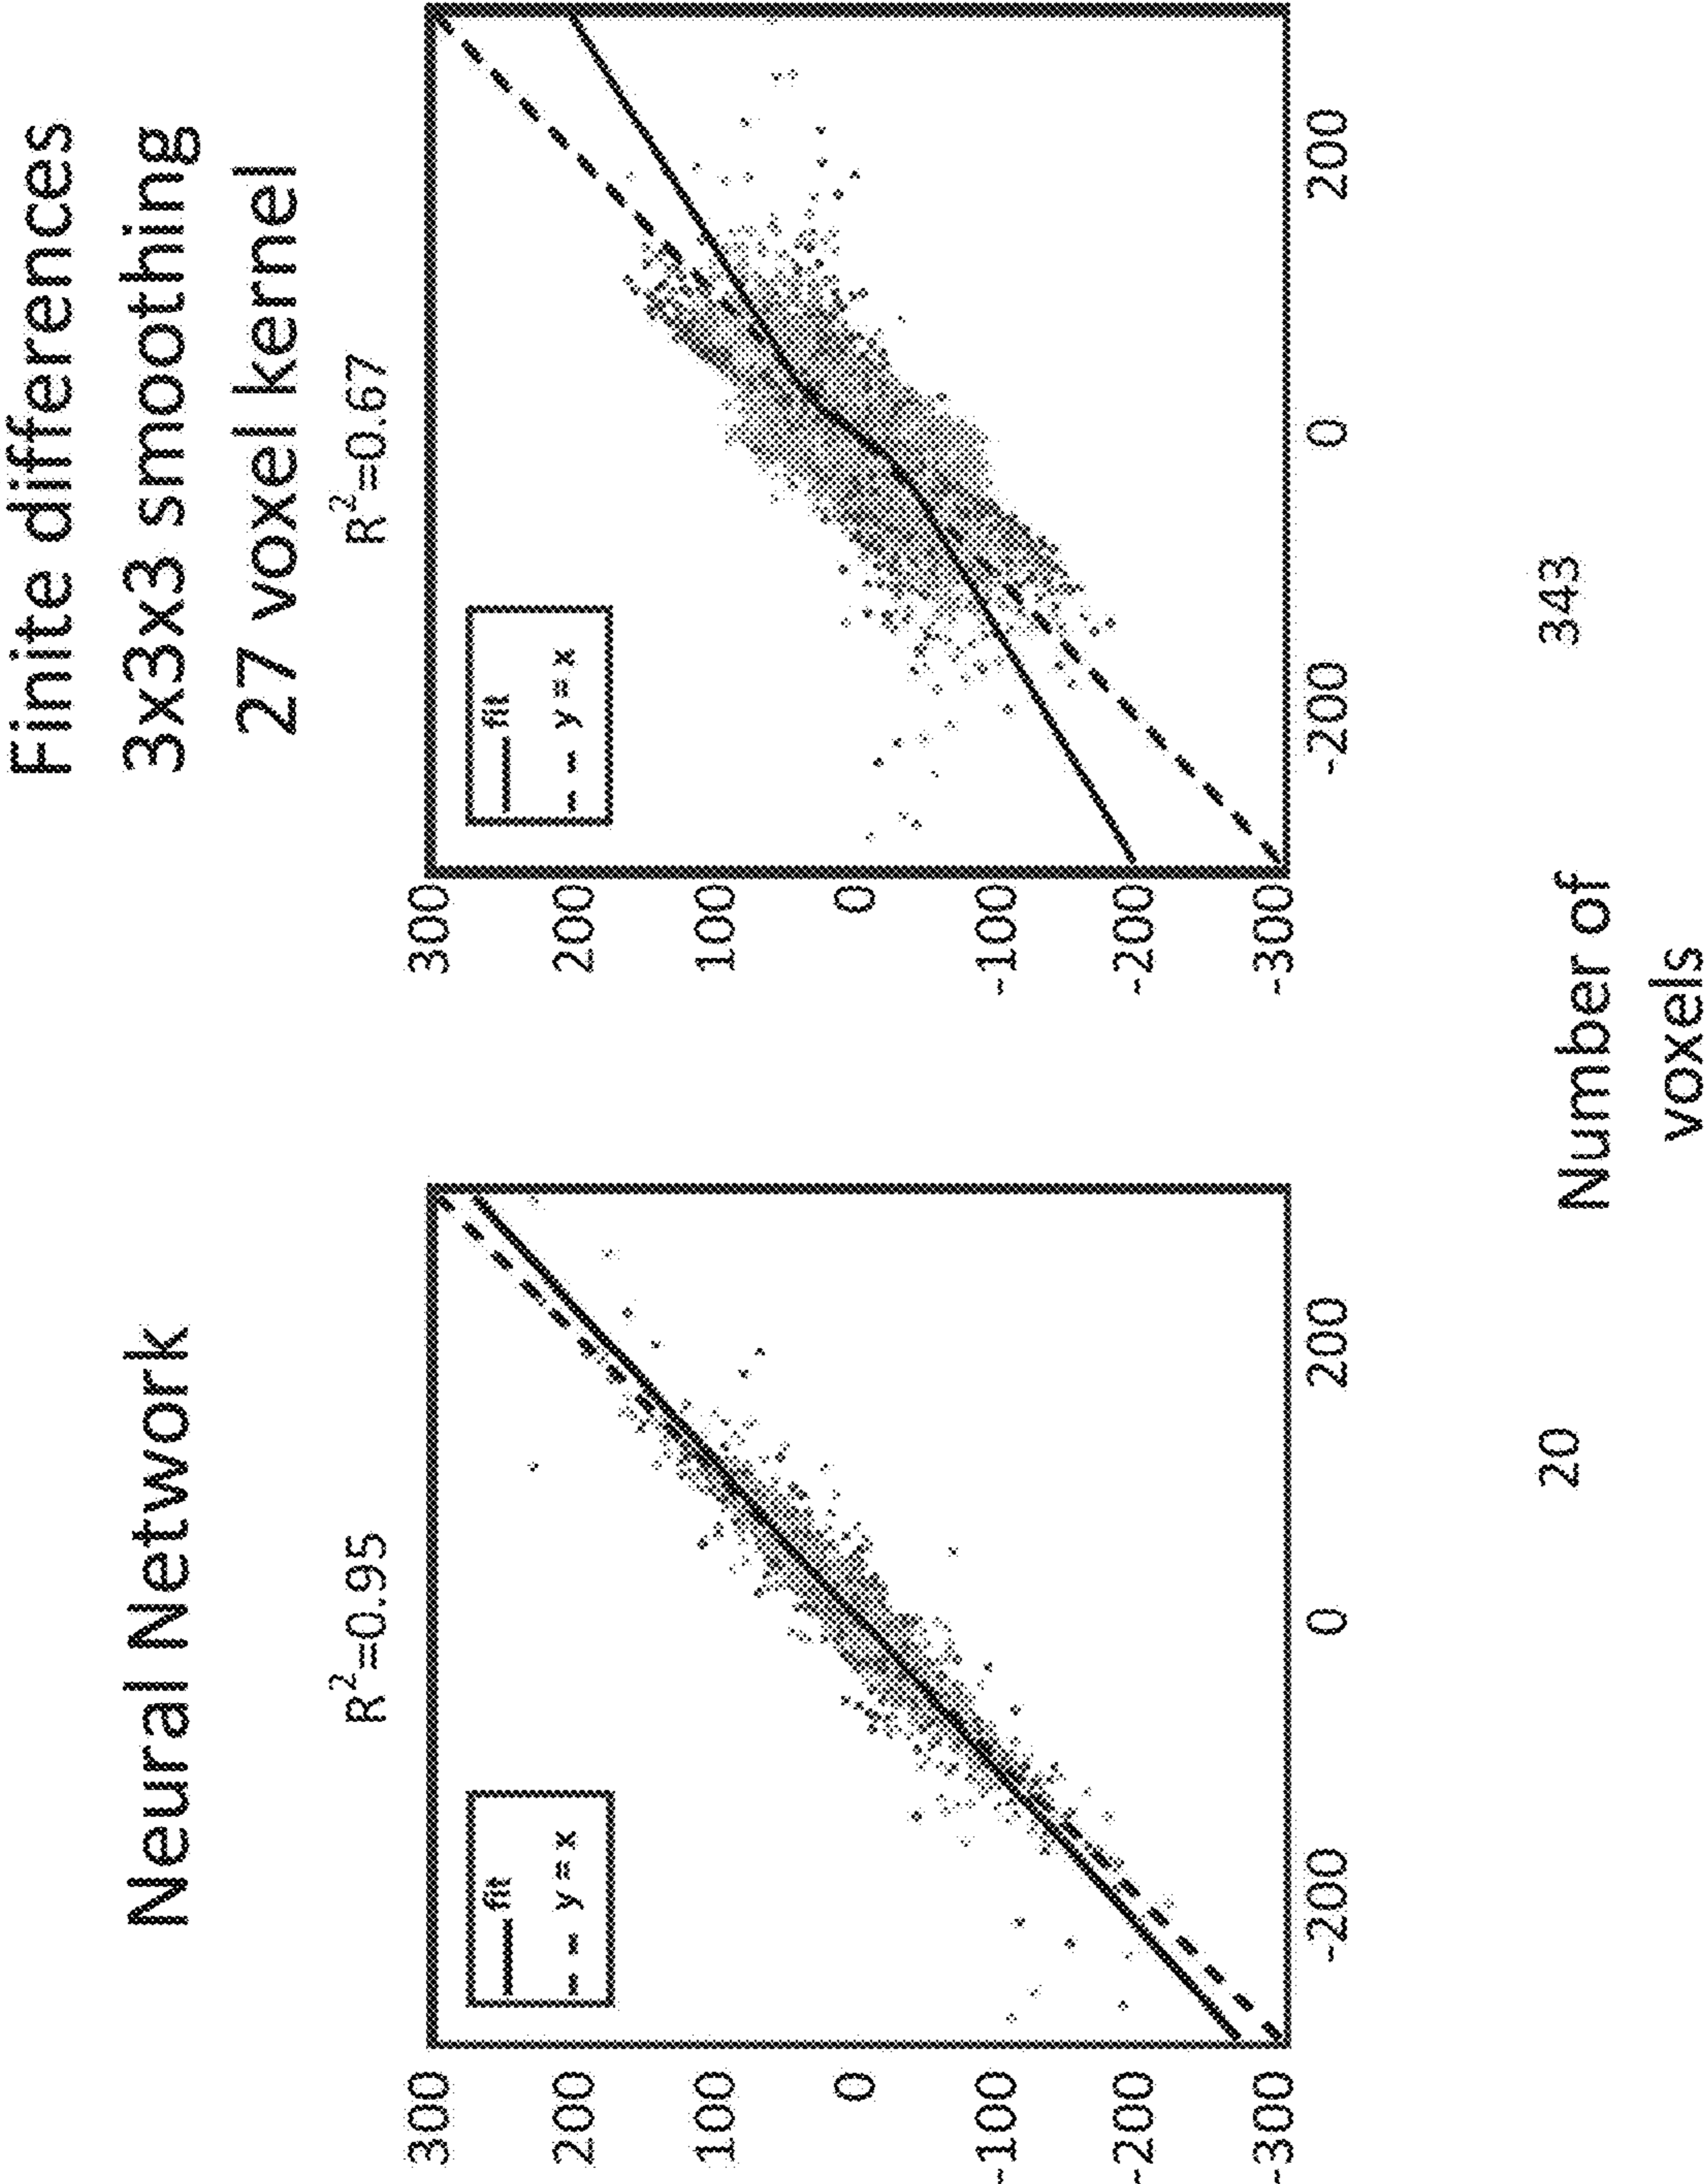 Neural Network
R²=0.95
fit
y = x
300
200
100
0
-100
-200
-300
-200
0
200
20
Finite differences
3x3x3 smoothing
27 voxel kernel
R²=0.67
fit
y = x
300
200
100
0
-100
-200
-300
-200
0
200
343
Number of
voxels